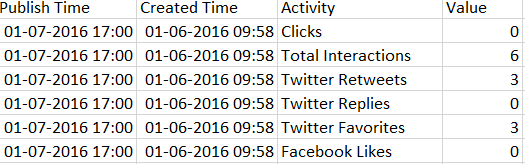 Publish Time Created Time Activity Value
01-07-2016 17:00 01-06-2016 09:58 Clicks 0
01-07-2016 17:00 01-06-2016 09:58 Total Interactions 6
01-07-2016 17:00 01-06-2016 09:58 Twitter Retweets 3
01-07-2016 17:00 01-06-2016 09:58 Twitter Replies 0
01-07-2016 17:00 01-06-2016 09:58 Twitter Favorites 3
01-07-2016 17:00 01-06-2016 09:58 Facebook Likes 0